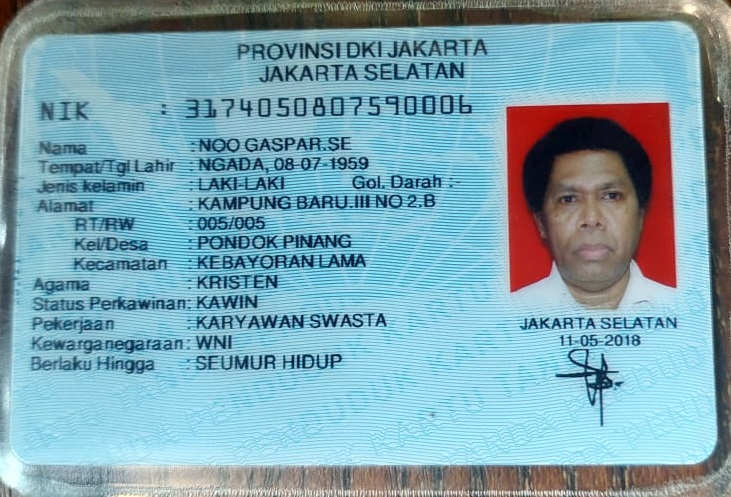 PROVINSI DKI JAKARTA
JAKARTA SELATAN
NIK : 3174050807590006
Nama : NOO GASPAR.SE
Tempat/Tgl Lahir : NGADA, 08-07-1959
Jenis kelamin : LAKI-LAKI Gol. Darah :-
Alamat : KAMPUNG BARU.III NO 2.B
RT/RW : 005/005
Kel/Desa : PONDOK PINANG
Kecamatan : KEBAYORAN LAMA
Agama : KRISTEN
Status Perkawinan: KAWIN
Pekerjaan : KARYAWAN SWASTA
Kewarganegaraan: WNI
Berlaku Hingga : SEUMUR HIDUP
JAKARTA SELATAN
11-05-2018